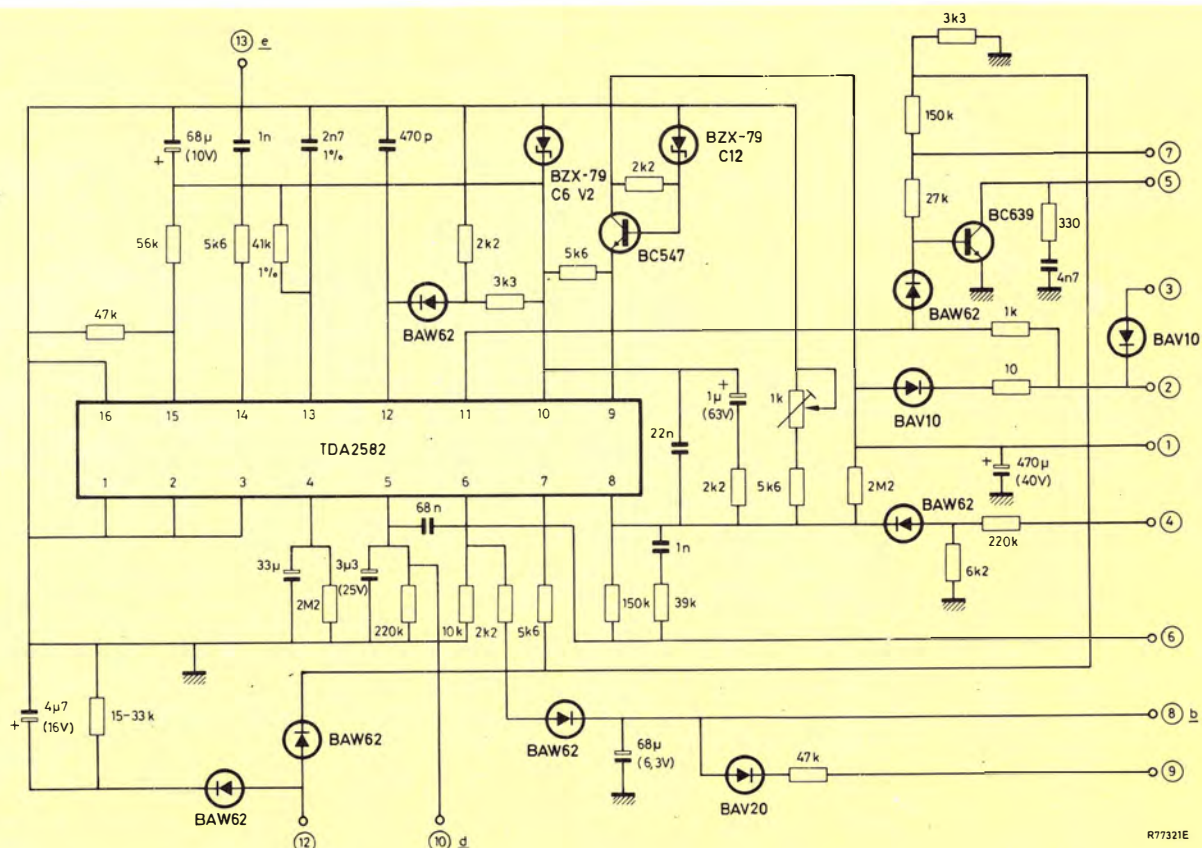 3k3
13 e
150k
68µ
(10V)
+
1n
2n7
1%
470p
BZX-79
C6 V2
2k2
BZX-79
C12
7
5
27k
BC639
330
4n7
56k
5k6
41k
1%
2k2
3k3
5k6
BC547
BAW62
BAW62
3
BAV10
47k
1k
10
2
BAV10
16
15
14
13
12
11
10
9
TDA2582
1
2
3
4
5
6
7
8
22n
+
1µ
(63V)
1k
1
+
470µ
(40V)
2k2
5k6
2M2
BAW62
4
220k
6k2
68n
33µ
2M2
3µ3
(25V)
220k
10k
2k2
5k6
150k
1n
39k
6
4µ7
(16V)
+
15-33k
BAW62
BAW62
BAW62
68µ
(6,3V)
8 b
BAV20
47k
9
12
10 d
R77321E